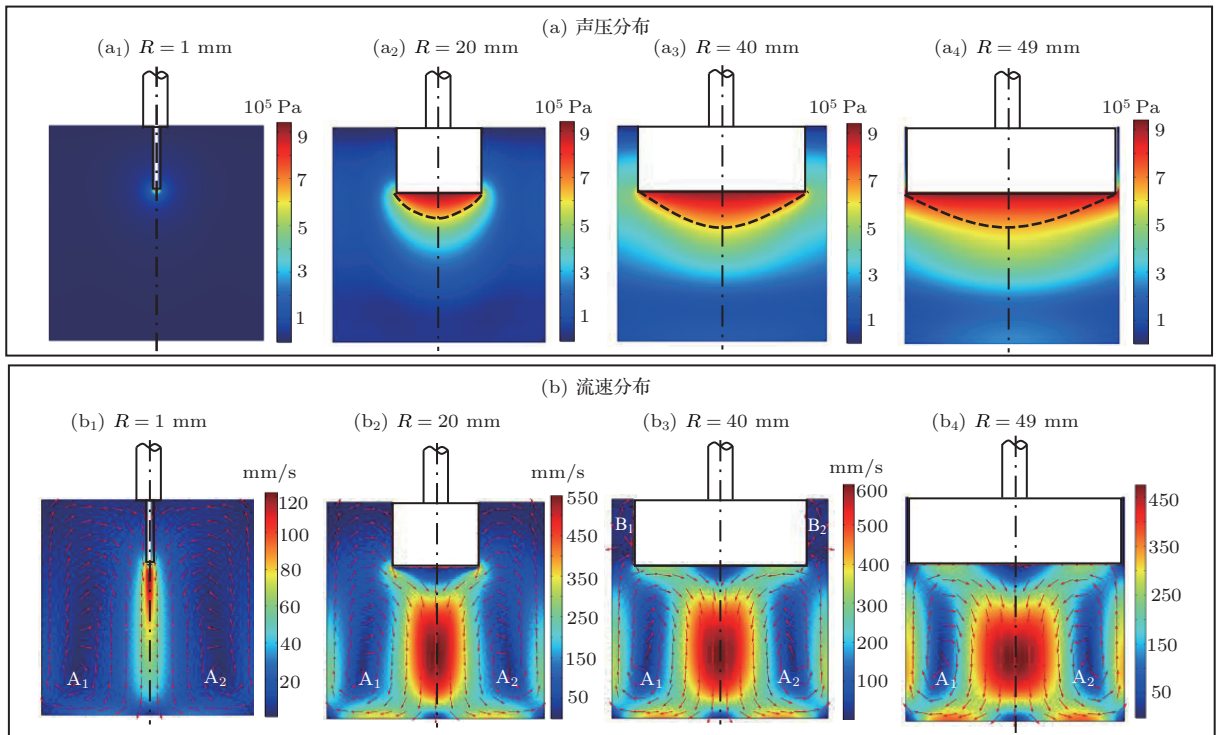 (a) 声压分布
(a₁) R = 1 mm
(a₂) R = 20 mm
(a₃) R = 40 mm
(a₄) R = 49 mm
10⁵ Pa
9
7
5
3
1
10⁵ Pa
9
7
5
3
1
10⁵ Pa
9
7
5
3
1
10⁵ Pa
9
7
5
3
1
(b) 流速分布
(b₁) R = 1 mm
(b₂) R = 20 mm
(b₃) R = 40 mm
(b₄) R = 49 mm
mm/s
120
100
80
60
40
20
A₁
A₂
mm/s
550
450
350
250
150
50
A₁
A₂
mm/s
600
500
400
300
200
100
B₁
B₂
A₁
A₂
mm/s
450
350
250
150
50
A₁
A₂